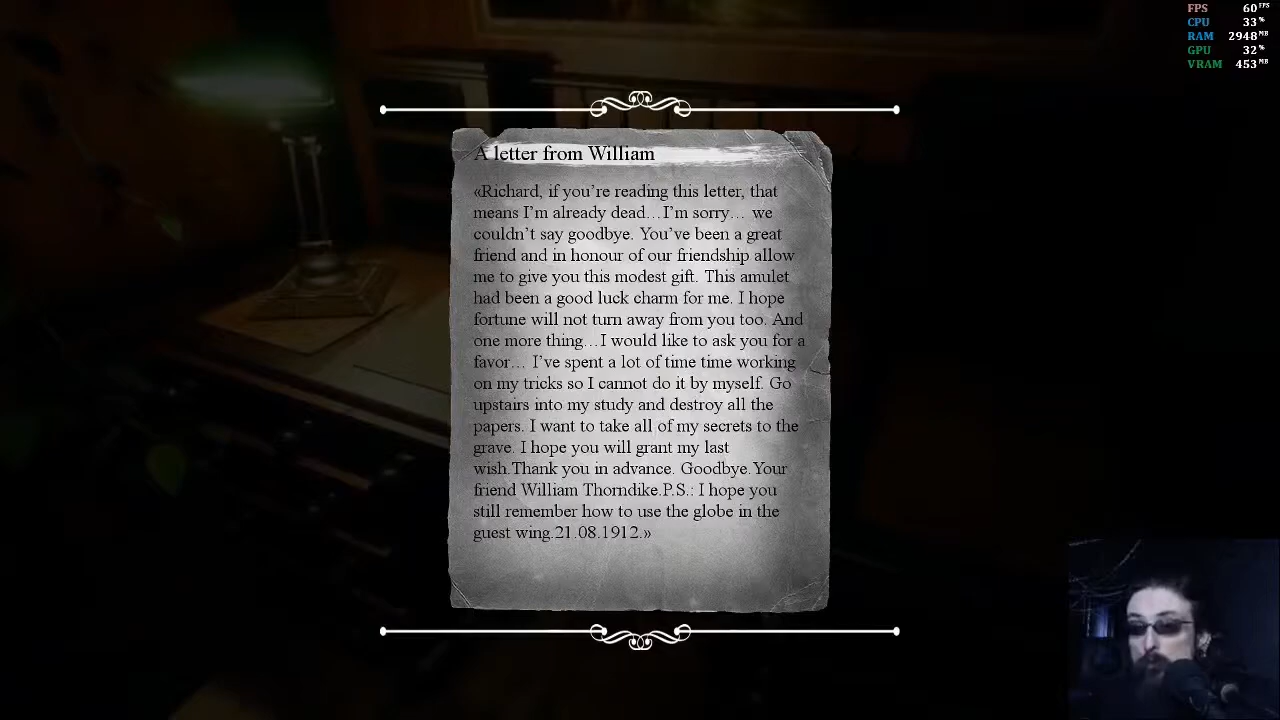 FPS 60 FPS
CPU 33 %
RAM 2948 MB
GPU 32 %
VRAM 453 MB
A letter from William
«Richard, if you're reading this letter, that
means I'm already dead…I'm sorry… we
couldn't say goodbye. You've been a great
friend and in honour of our friendship allow
me to give you this modest gift. This amulet
had been a good luck charm for me. I hope
fortune will not turn away from you too. And
one more thing…I would like to ask you for a
favor… I've spent a lot of time time working
on my tricks so I cannot do it by myself. Go
upstairs into my study and destroy all the
papers. I want to take all of my secrets to the
grave. I hope you will grant my last
wish.Thank you in advance. Goodbye.Your
friend William Thorndike.P.S.: I hope you
still remember how to use the globe in the
guest wing.21.08.1912.»